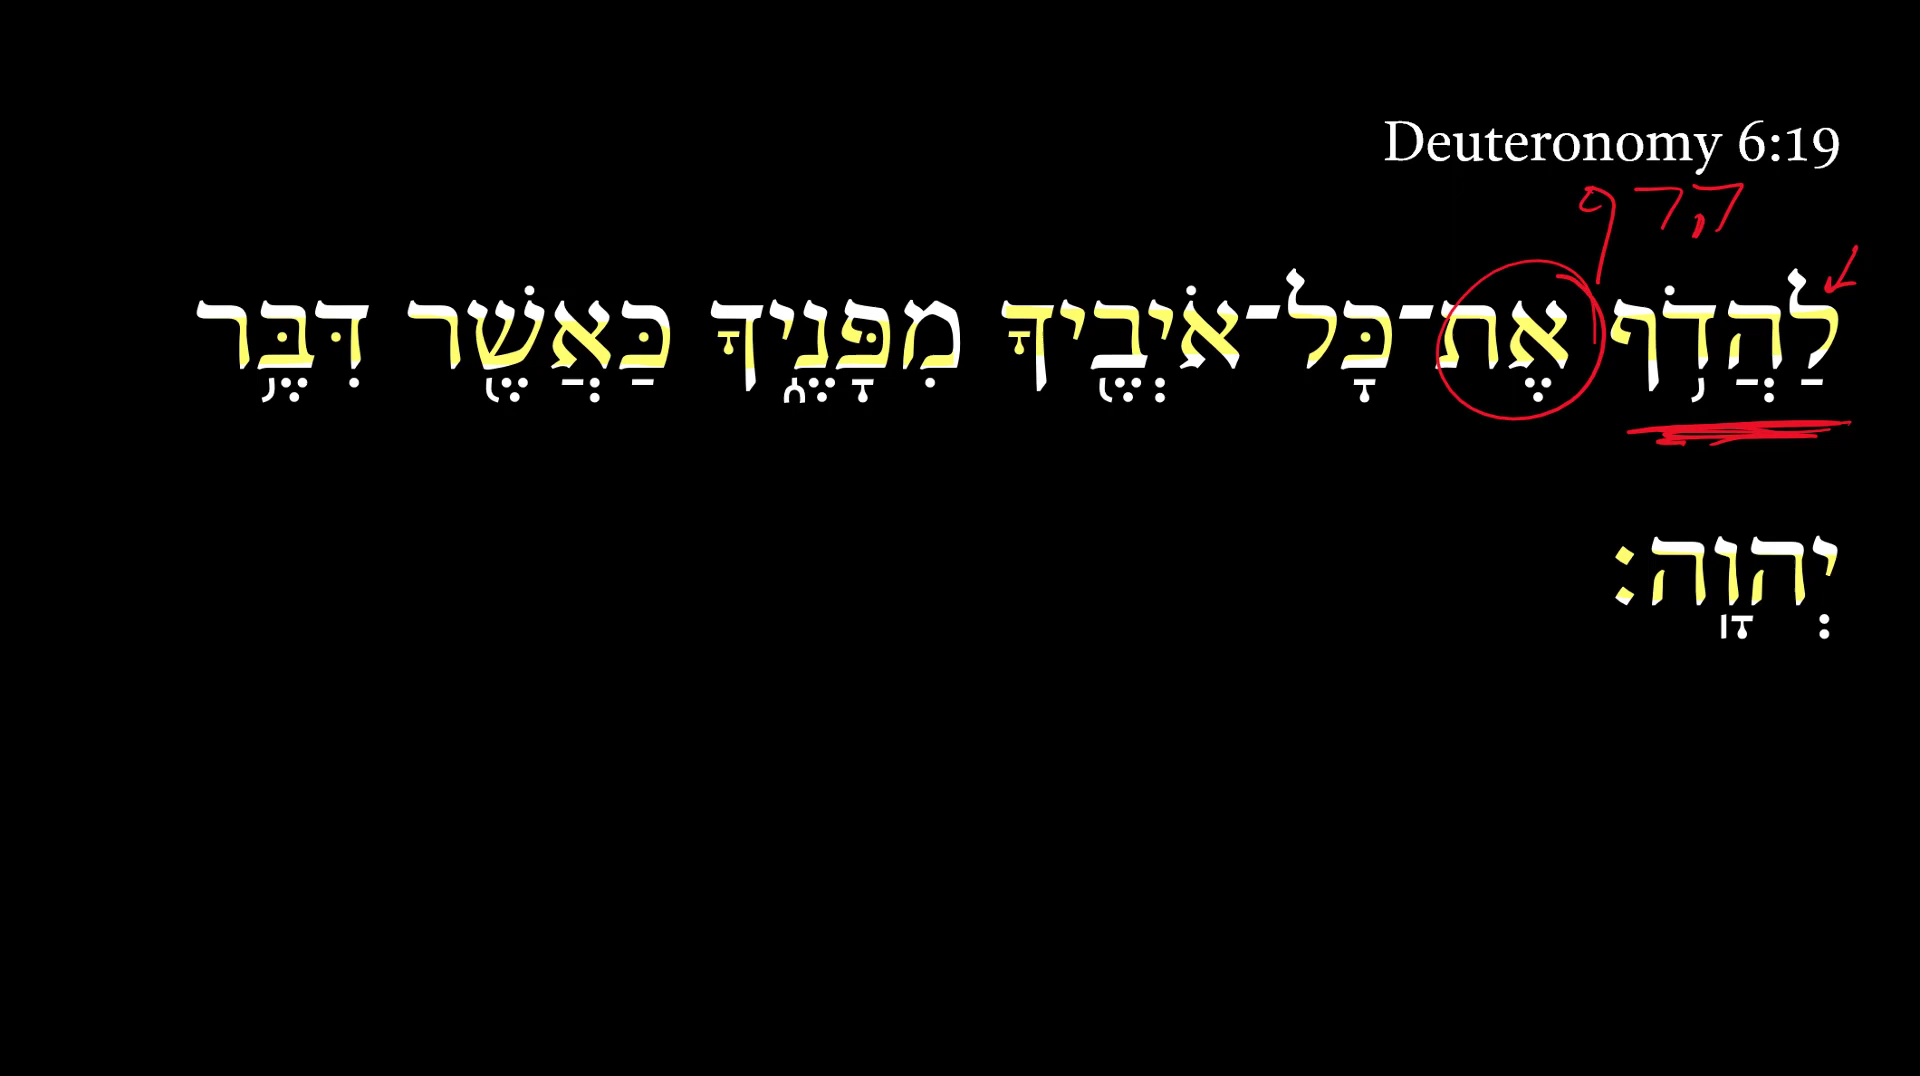 Deuteronomy 6:19
הדף
לַהֲדֹ֥ף אֶת־כָּל־אֹיְבֶ֖יךָ מִפָּנֶ֑יךָ כַּאֲשֶׁ֖ר דִּבֶּ֥ר
יְהוָֽה׃